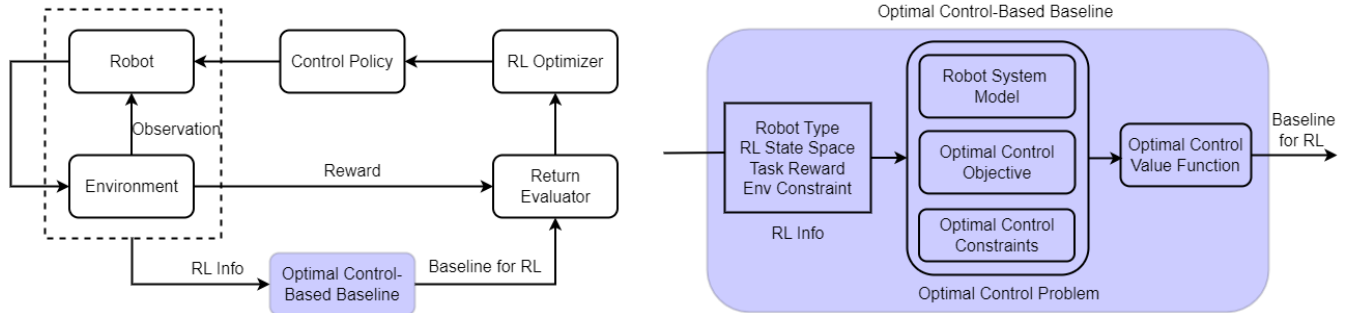 Robot
Control Policy
RL Optimizer
Observation
Environment
Reward
Return
Evaluator
RL Info
Optimal Control-
Based Baseline
Baseline for RL
Optimal Control-Based Baseline
Robot Type
RL State Space
Task Reward
Env Constraint
RL Info
Robot System
Model
Optimal Control
Objective
Optimal Control
Constraints
Optimal Control Problem
Optimal Control
Value Function
Baseline
for RL